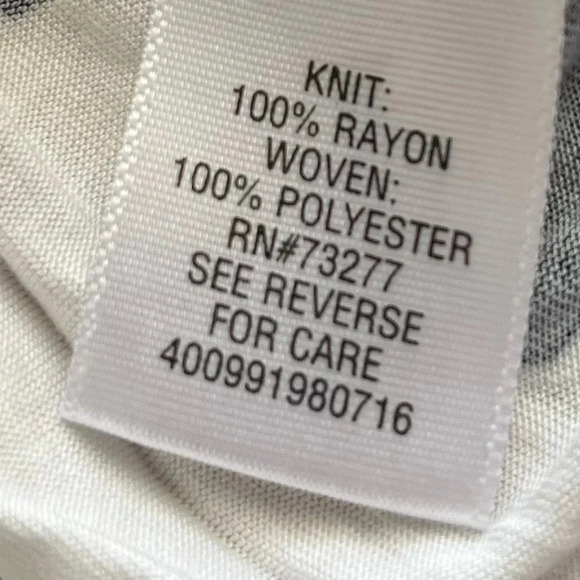 KNIT:
100% RAYON
WOVEN:
100% POLYESTER
RN#73277
SEE REVERSE
FOR CARE
400991980716